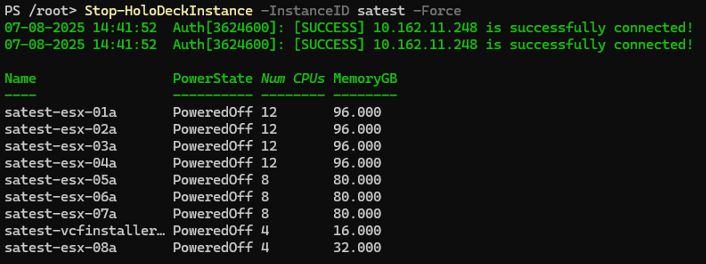 PS /root> Stop-HoloDeckInstance -InstanceID satest -Force
07-08-2025 14:41:52  Auth[3624600]: [SUCCESS] 10.162.11.248 is successfully connected!
07-08-2025 14:41:52  Auth[3624600]: [SUCCESS] 10.162.11.248 is successfully connected!
Name                 PowerState Num CPUs MemoryGB
----                 ---------- -------- --------
satest-esx-01a       PoweredOff 12       96.000
satest-esx-02a       PoweredOff 12       96.000
satest-esx-03a       PoweredOff 12       96.000
satest-esx-04a       PoweredOff 12       96.000
satest-esx-05a       PoweredOff 8        80.000
satest-esx-06a       PoweredOff 8        80.000
satest-esx-07a       PoweredOff 8        80.000
satest-vcfinstaller… PoweredOff 4        16.000
satest-esx-08a       PoweredOff 4        32.000